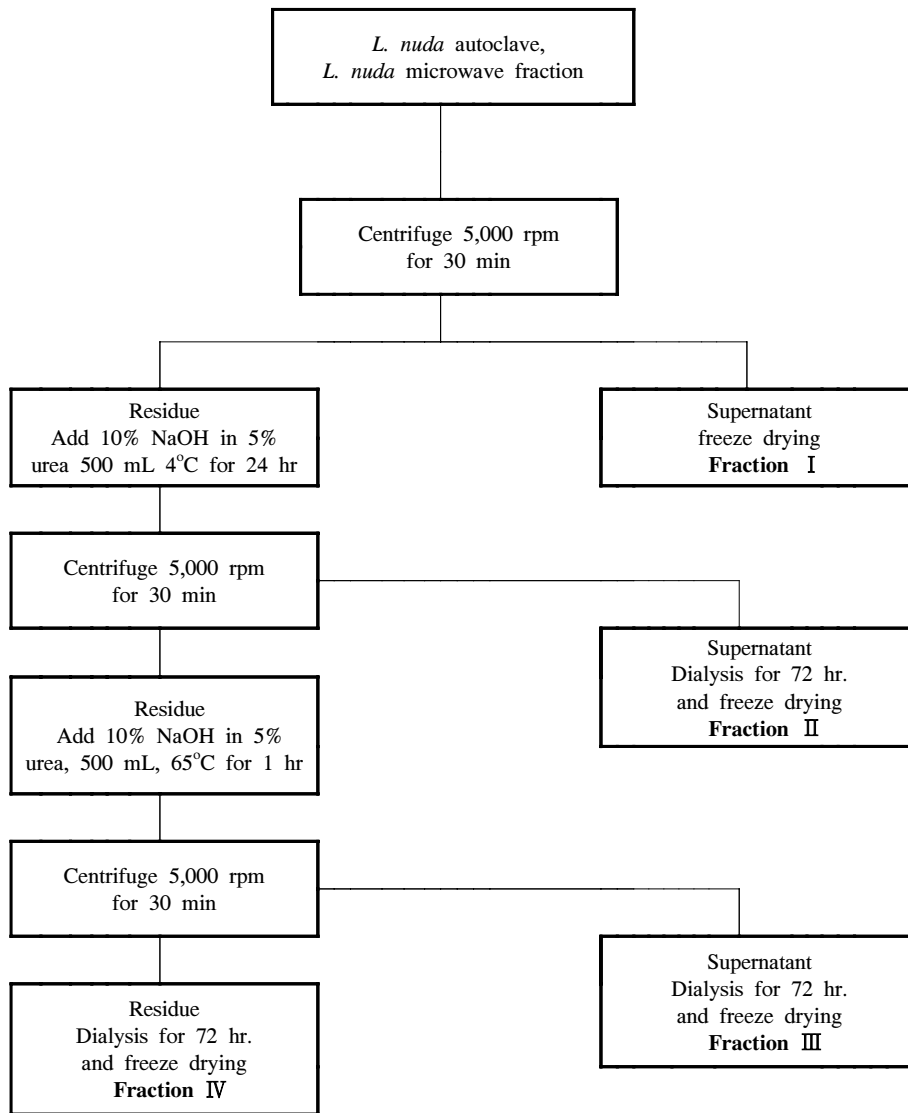 L. nuda autoclave,
L. nuda microwave fraction
Centrifuge 5,000 rpm
for 30 min
Residue
Add 10% NaOH in 5%
urea 500 mL 4°C for 24 hr
Supernatant
freeze drying
Fraction Ⅰ
Centrifuge 5,000 rpm
for 30 min
Supernatant
Dialysis for 72 hr.
and freeze drying
Fraction Ⅱ
Residue
Add 10% NaOH in 5%
urea, 500 mL, 65°C for 1 hr
Centrifuge 5,000 rpm
for 30 min
Supernatant
Dialysis for 72 hr.
and freeze drying
Fraction Ⅲ
Residue
Dialysis for 72 hr.
and freeze drying
Fraction Ⅳ